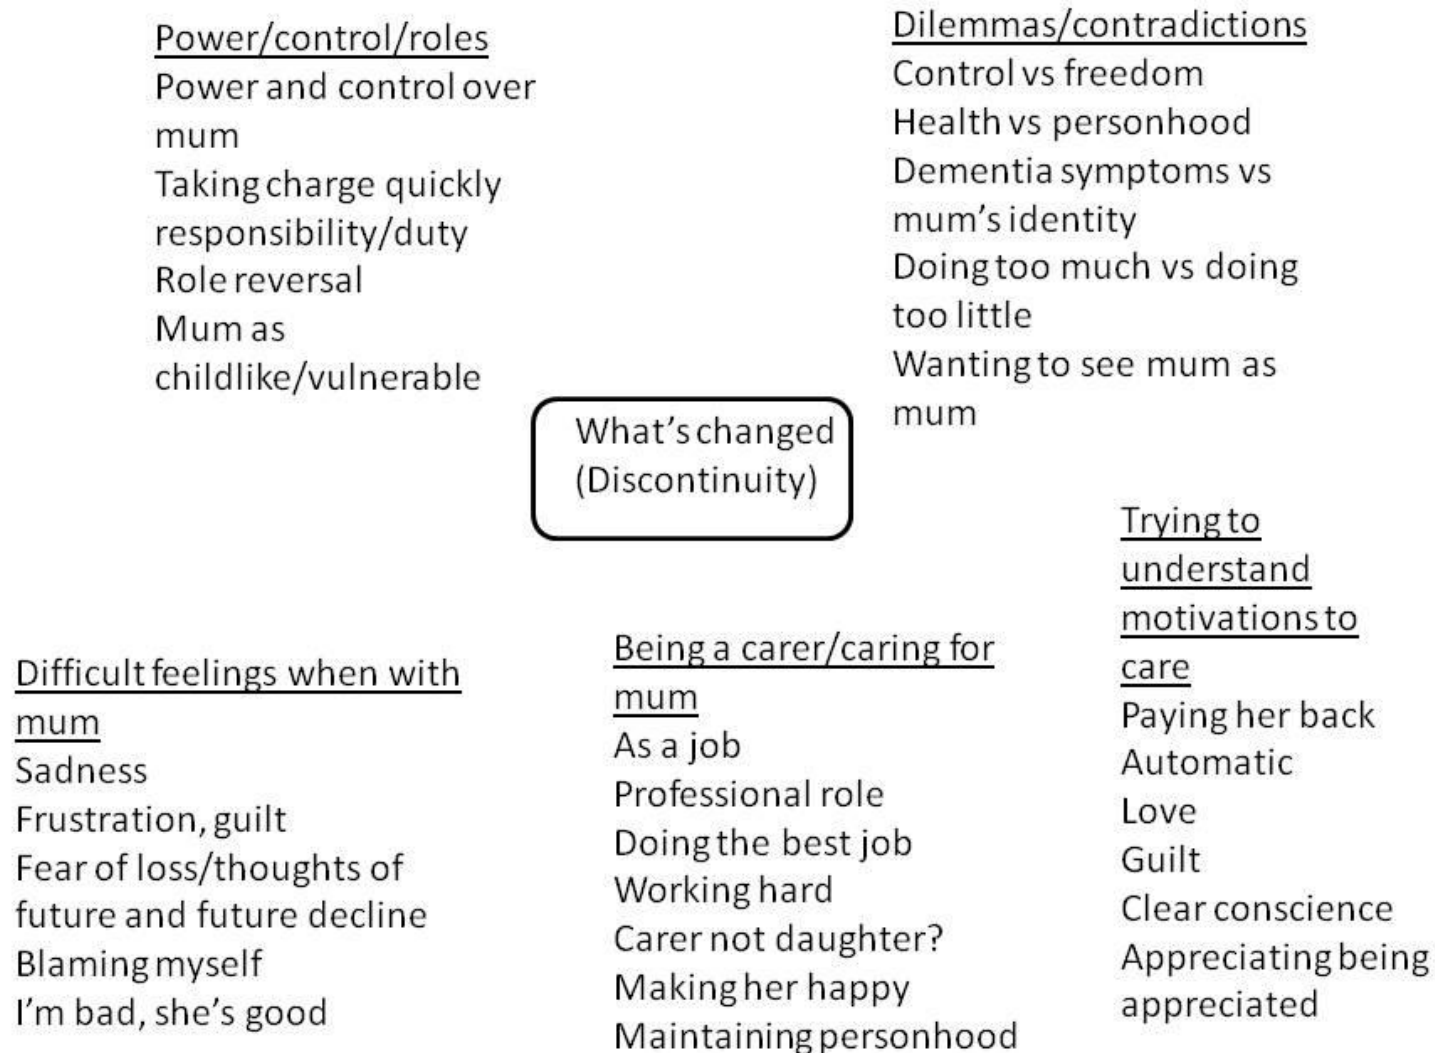 Power/control/roles
Power and control over
mum
Taking charge quickly
responsibility/duty
Role reversal
Mum as
childlike/vulnerable
Dilemmas/contradictions
Control vs freedom
Health vs personhood
Dementia symptoms vs
mum’s identity
Doing too much vs doing
too little
Wanting to see mum as
mum
What’s changed
(Discontinuity)
Difficult feelings when with
mum
Sadness
Frustration, guilt
Fear of loss/thoughts of
future and future decline
Blaming myself
I’m bad, she’s good
Being a carer/caring for
mum
As a job
Professional role
Doing the best job
Working hard
Carer not daughter?
Making her happy
Maintaining personhood
Trying to
understand
motivations to
care
Paying her back
Automatic
Love
Guilt
Clear conscience
Appreciating being
appreciated